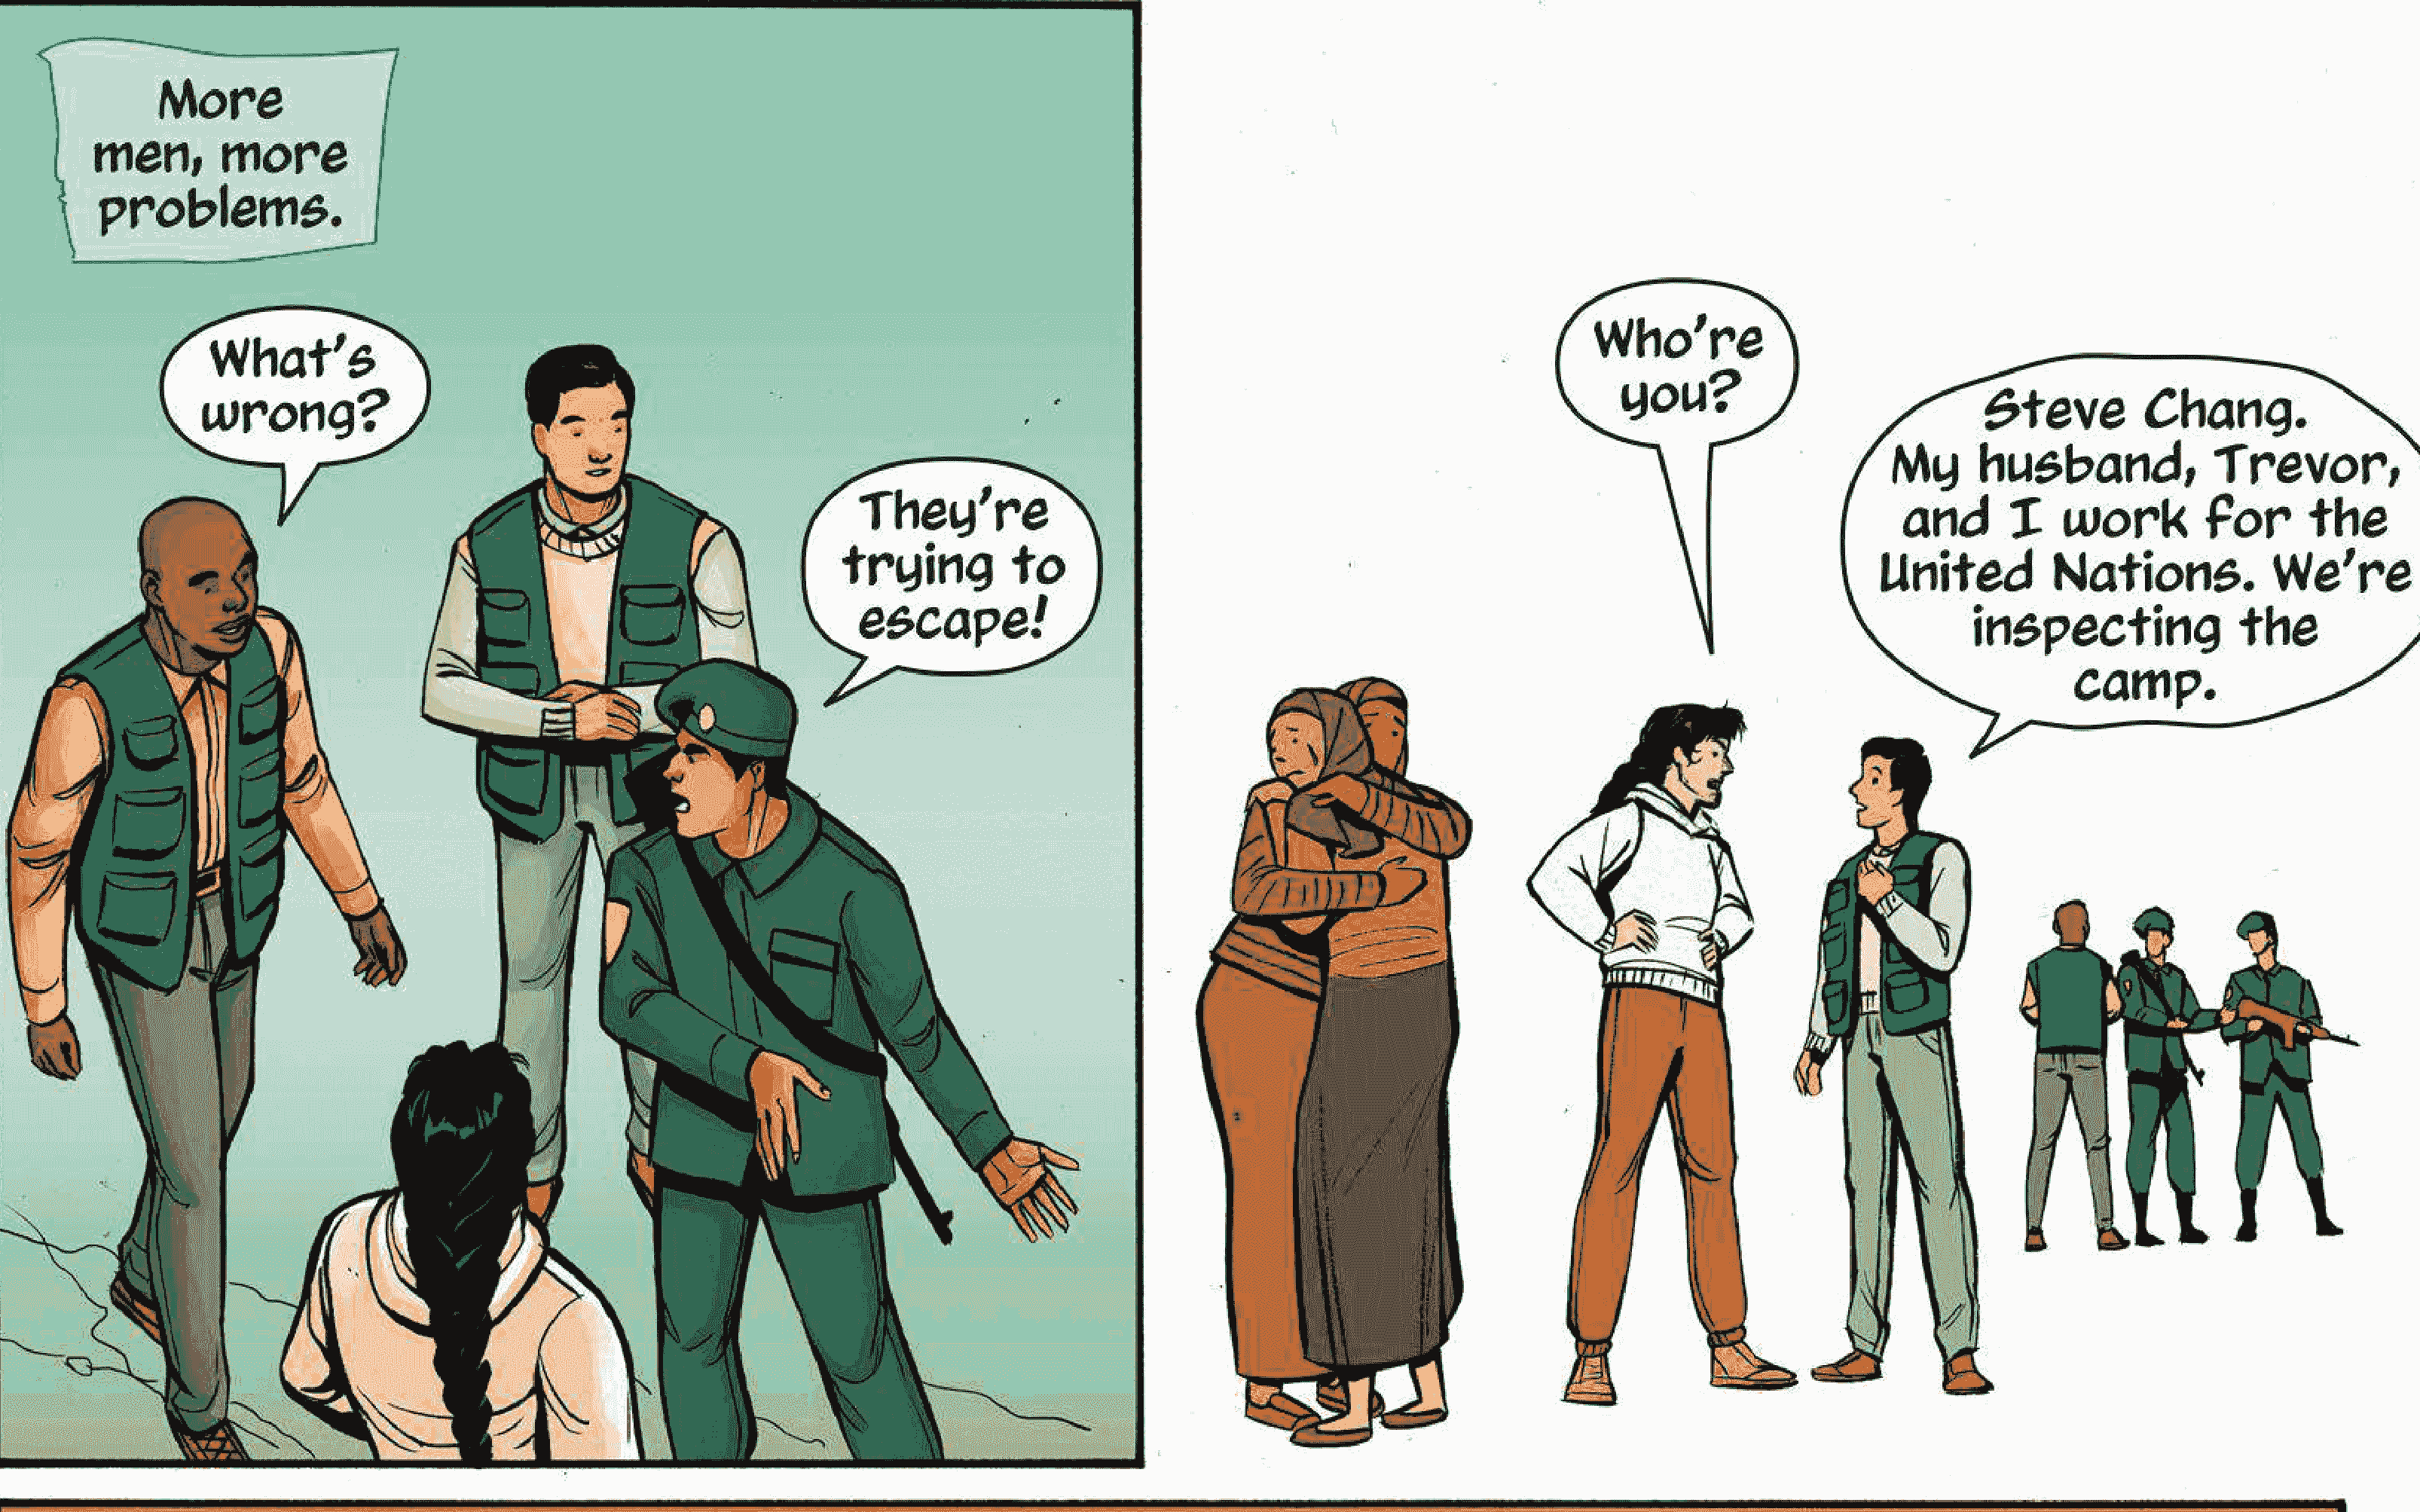 More
men, more
problems.
What's
wrong?
They're
trying to
escape!
Who're
you?
Steve Chang.
My husband, Trevor,
and I work for the
United Nations. We're
inspecting the
camp.